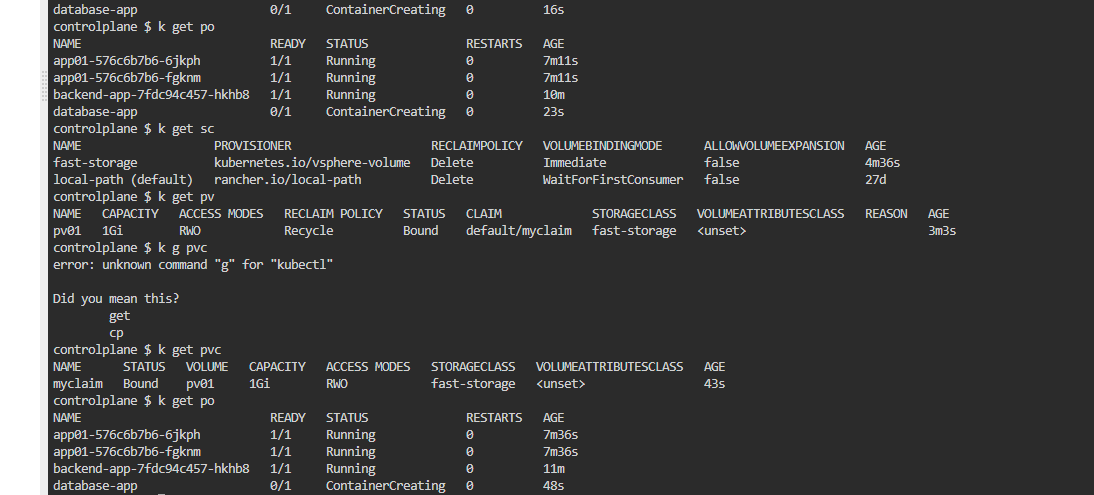 database-app                   0/1     ContainerCreating   0          16s
controlplane $ k get po
NAME                           READY   STATUS              RESTARTS   AGE
app01-576c6b7b6-6jkph          1/1     Running             0          7m11s
app01-576c6b7b6-fgknm          1/1     Running             0          7m11s
backend-app-7fdc94c457-hkhb8   1/1     Running             0          10m
database-app                   0/1     ContainerCreating   0          23s
controlplane $ k get sc
NAME                   PROVISIONER                    RECLAIMPOLICY   VOLUMEBINDINGMODE      ALLOWVOLUMEEXPANSION   AGE
fast-storage           kubernetes.io/vsphere-volume   Delete          Immediate              false                  4m36s
local-path (default)   rancher.io/local-path          Delete          WaitForFirstConsumer   false                  27d
controlplane $ k get pv
NAME   CAPACITY   ACCESS MODES   RECLAIM POLICY   STATUS   CLAIM             STORAGECLASS   VOLUMEATTRIBUTESCLASS   REASON   AGE
pv01   1Gi        RWO            Recycle          Bound    default/myclaim   fast-storage   <unset>                          3m3s
controlplane $ k g pvc
error: unknown command "g" for "kubectl"

Did you mean this?
        get
        cp
controlplane $ k get pvc
NAME      STATUS   VOLUME   CAPACITY   ACCESS MODES   STORAGECLASS   VOLUMEATTRIBUTESCLASS   AGE
myclaim   Bound    pv01     1Gi        RWO            fast-storage   <unset>                 43s
controlplane $ k get po
NAME                           READY   STATUS              RESTARTS   AGE
app01-576c6b7b6-6jkph          1/1     Running             0          7m36s
app01-576c6b7b6-fgknm          1/1     Running             0          7m36s
backend-app-7fdc94c457-hkhb8   1/1     Running             0          11m
database-app                   0/1     ContainerCreating   0          48s